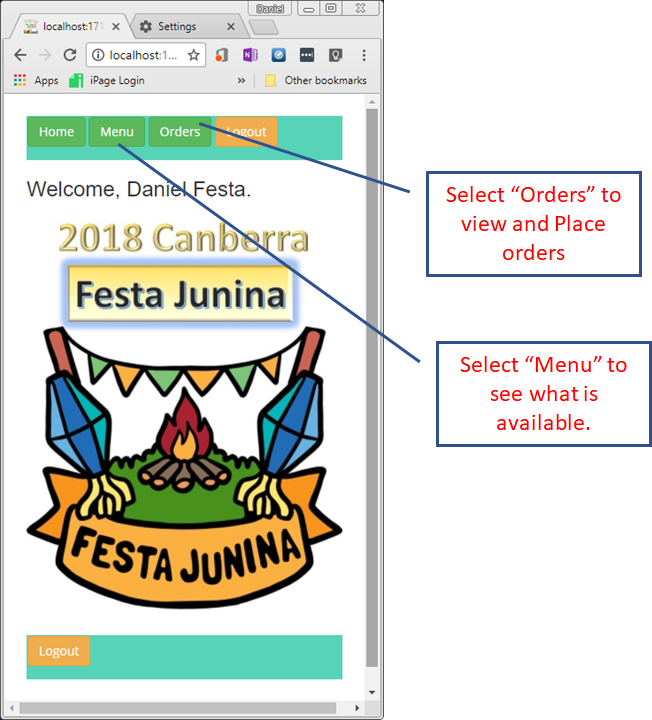 Daniel
localhost:171
Settings
localhost:1...
Apps
iPage Login
»
Other bookmarks
Home
Menu
Orders
Logout
Welcome, Daniel Festa.
2018 Canberra
Festa Junina
FESTA JUNINA
Logout
Select “Orders” to
view and Place
orders
Select “Menu” to
see what is
available.